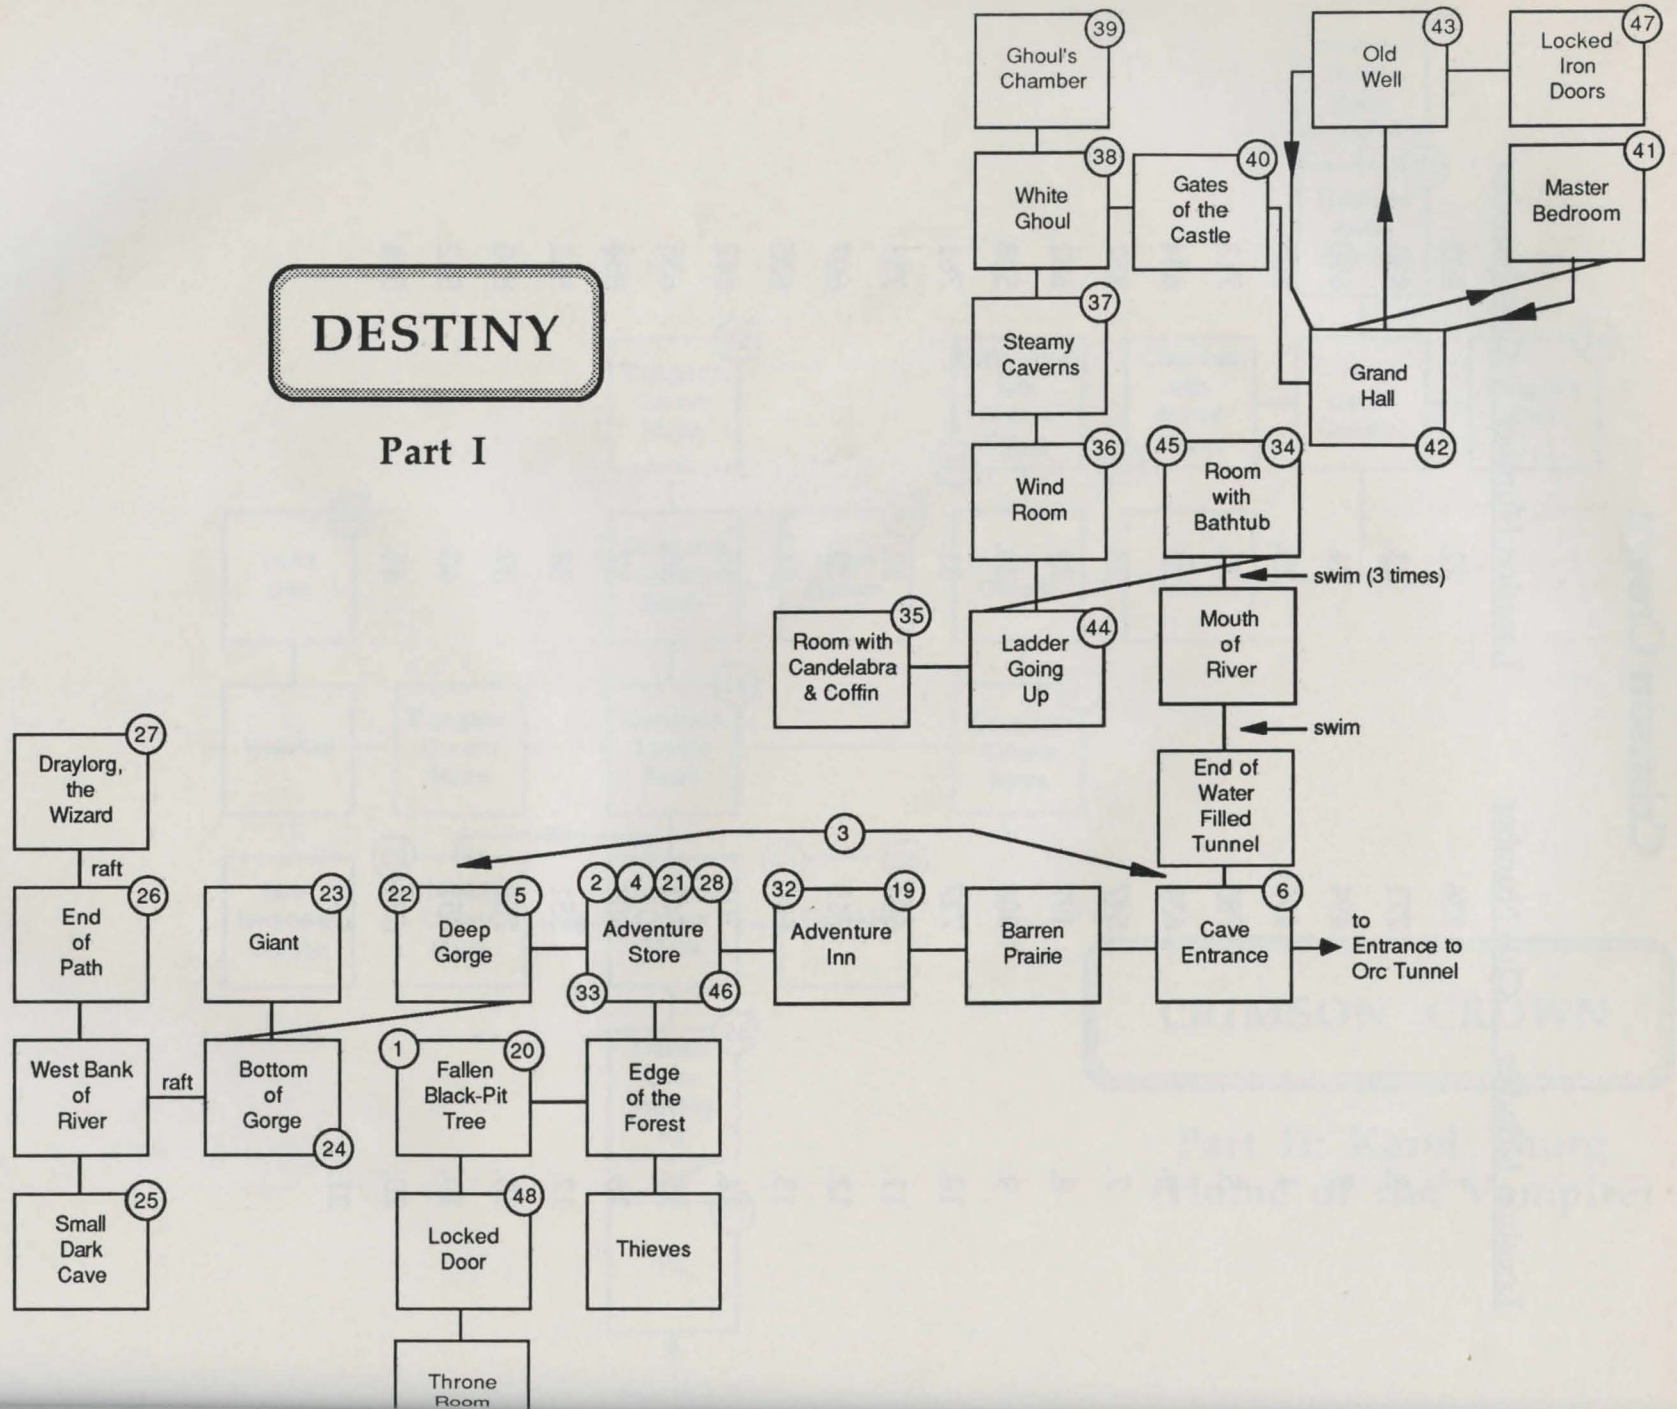 DESTINY
Part I
39
Ghoul's
Chamber
43
Old
Well
47
Locked
Iron
Doors
38
White
Ghoul
40
Gates
of the
Castle
41
Master
Bedroom
37
Steamy
Caverns
Grand
Hall
42
36
Wind
Room
45
34
Room
with
Bathtub
swim (3 times)
35
Room with
Candelabra
& Coffin
44
Ladder
Going
Up
Mouth
of
River
swim
27
Draylorg,
the
Wizard
raft
End of
Water
Filled
Tunnel
3
26
End
of
Path
23
Giant
22
5
Deep
Gorge
2
4
21
28
Adventure
Store
33
46
32
19
Adventure
Inn
Barren
Prairie
6
Cave
Entrance
to
Entrance to
Orc Tunnel
West Bank
of
River
raft
Bottom
of
Gorge
24
1
20
Fallen
Black-Pit
Tree
Edge
of the
Forest
25
Small
Dark
Cave
48
Locked
Door
Thieves
Throne
Room